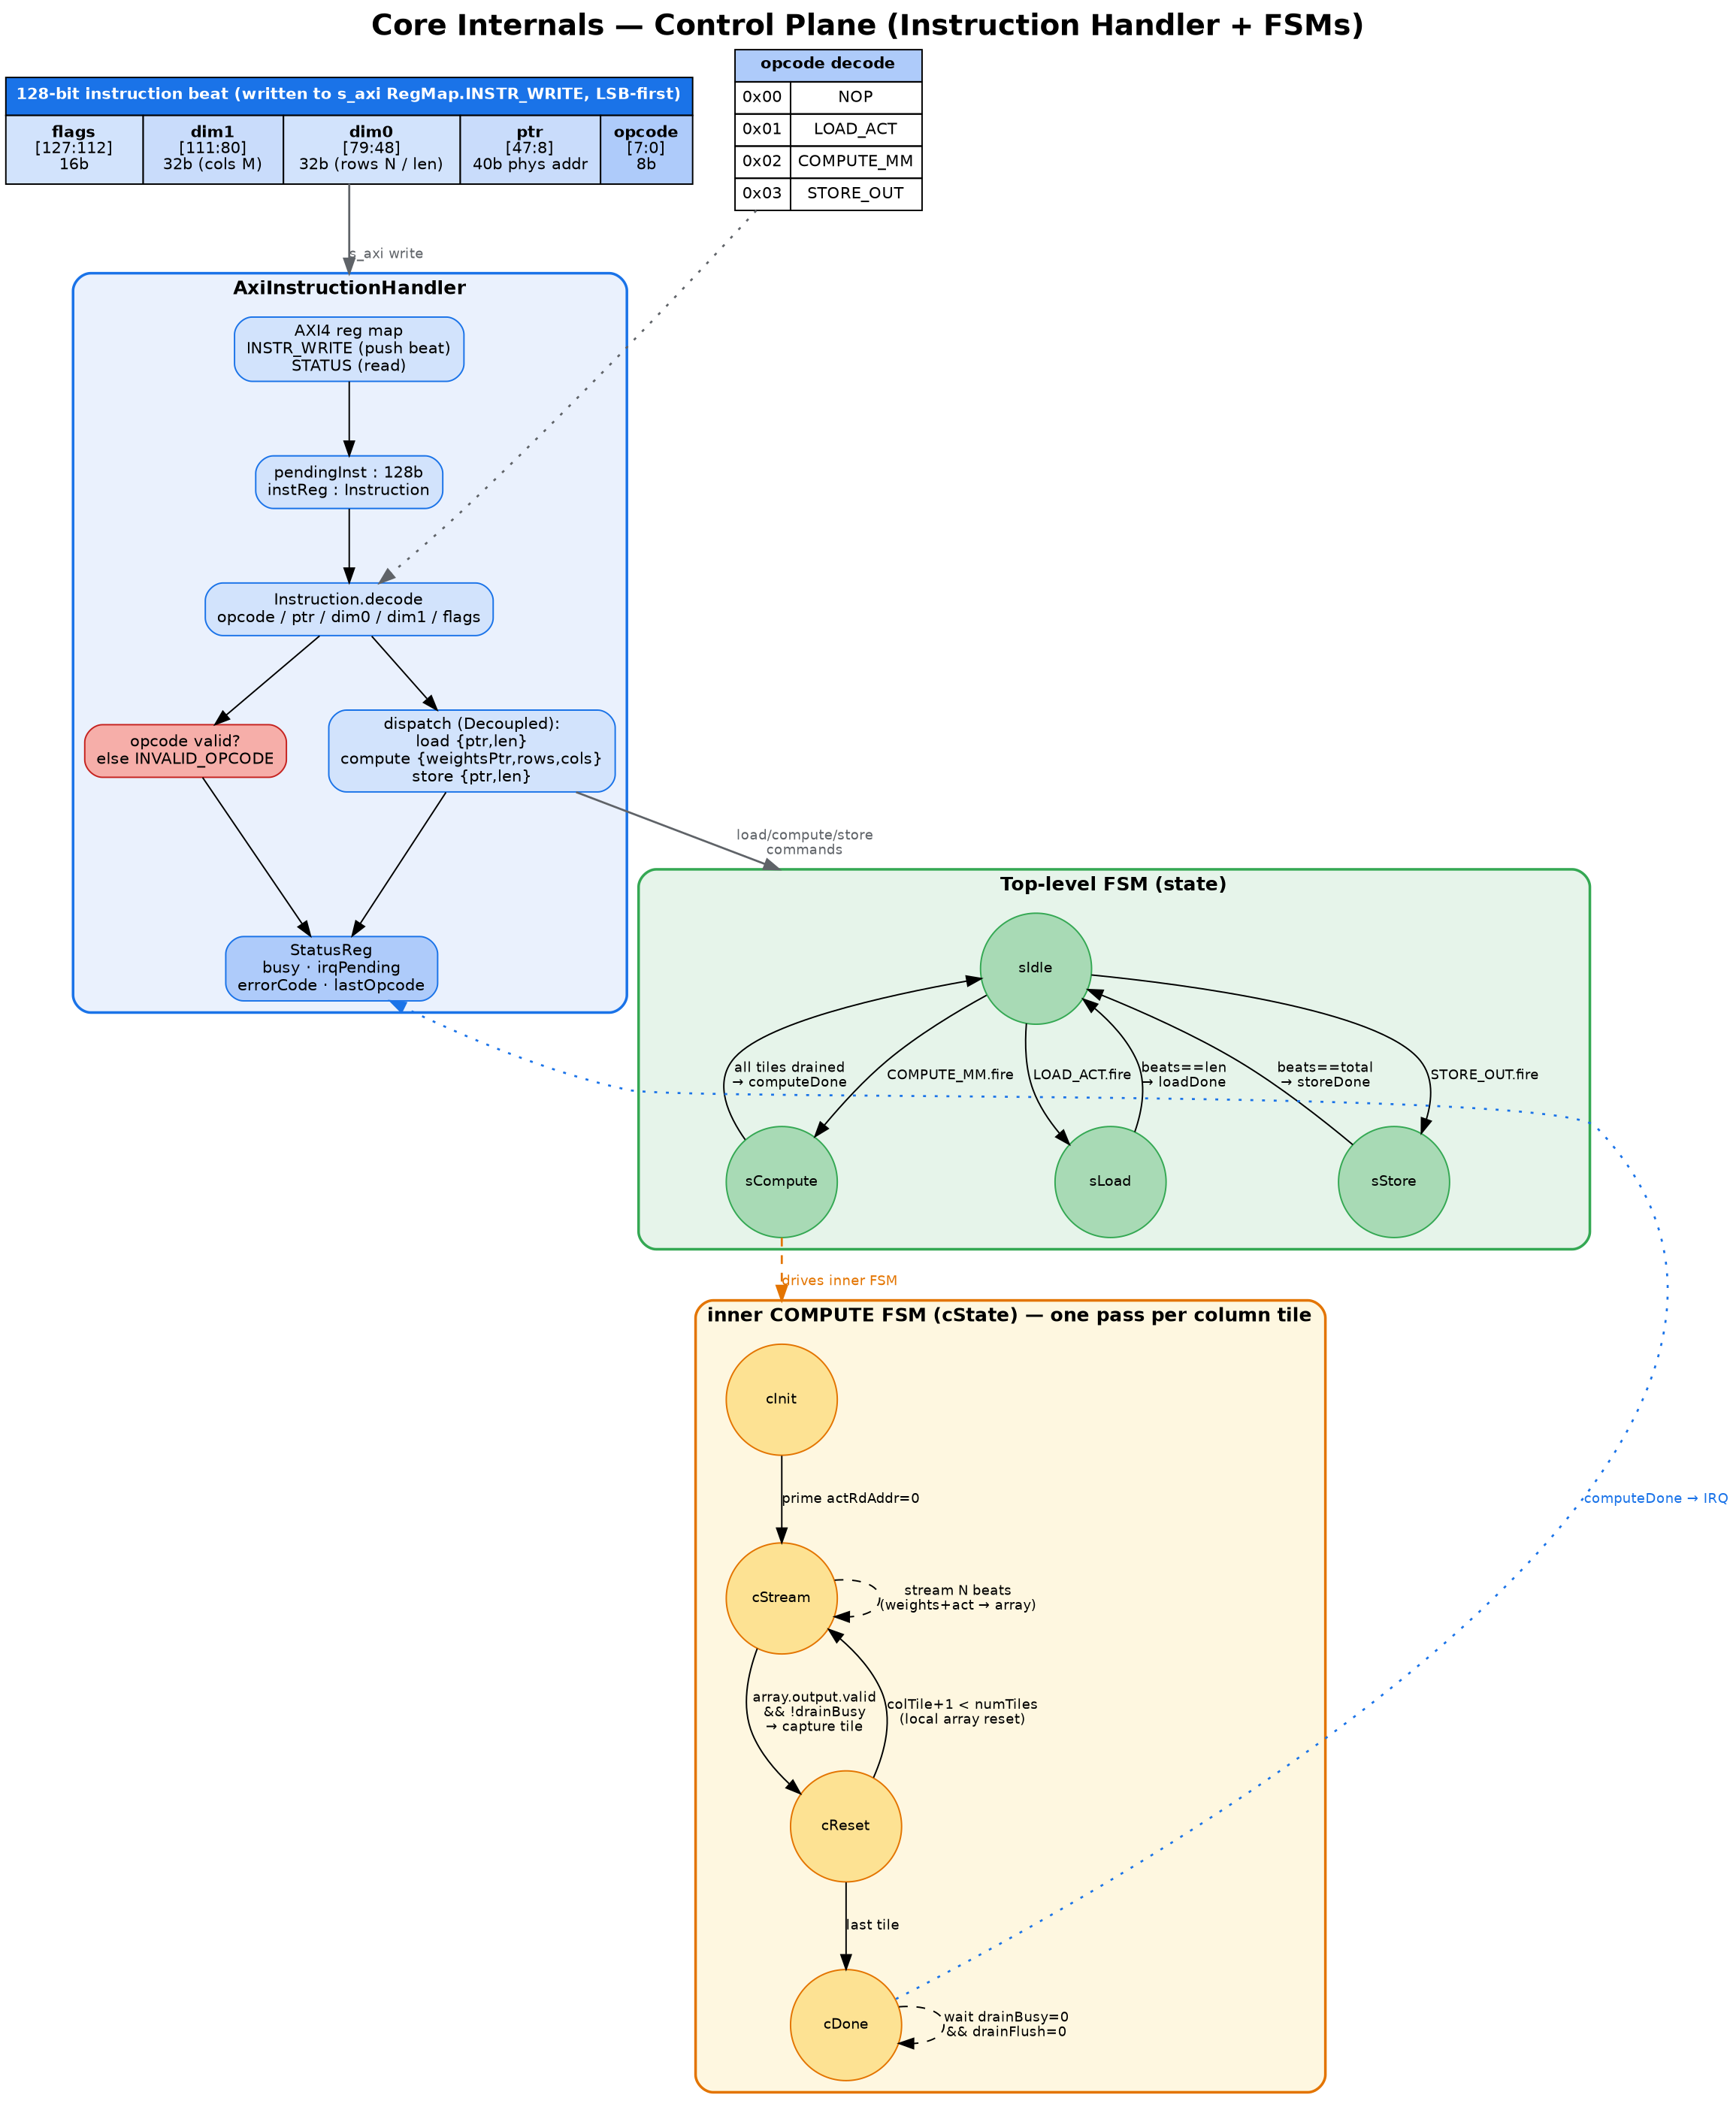 Core Internals — Control Plane (Instruction Handler + FSMs)
128-bit instruction beat (written to s_axi RegMap.INSTR_WRITE, LSB-first)
flags
[127:112]
16b
dim1
[111:80]
32b (cols M)
dim0
[79:48]
32b (rows N / len)
ptr
[47:8]
40b phys addr
opcode
[7:0]
8b
opcode decode
0x00 NOP
0x01 LOAD_ACT
0x02 COMPUTE_MM
0x03 STORE_OUT
s_axi write
AxiInstructionHandler
AXI4 reg map
INSTR_WRITE (push beat)
STATUS (read)
pendingInst : 128b
instReg : Instruction
Instruction.decode
opcode / ptr / dim0 / dim1 / flags
opcode valid?
else INVALID_OPCODE
dispatch (Decoupled):
load {ptr,len}
compute {weightsPtr,rows,cols}
store {ptr,len}
load/compute/store
commands
StatusReg
busy · irqPending
errorCode · lastOpcode
Top-level FSM (state)
sIdle
all tiles drained
→ computeDone
COMPUTE_MM.fire
LOAD_ACT.fire
beats==len
→ loadDone
beats==total
→ storeDone
STORE_OUT.fire
sCompute
sLoad
sStore
drives inner FSM
inner COMPUTE FSM (cState) — one pass per column tile
cInit
prime actRdAddr=0
computeDone → IRQ
cStream
stream N beats
(weights+act → array)
array.output.valid
&& !drainBusy
→ capture tile
colTile+1 < numTiles
(local array reset)
cReset
last tile
cDone
wait drainBusy=0
&& drainFlush=0